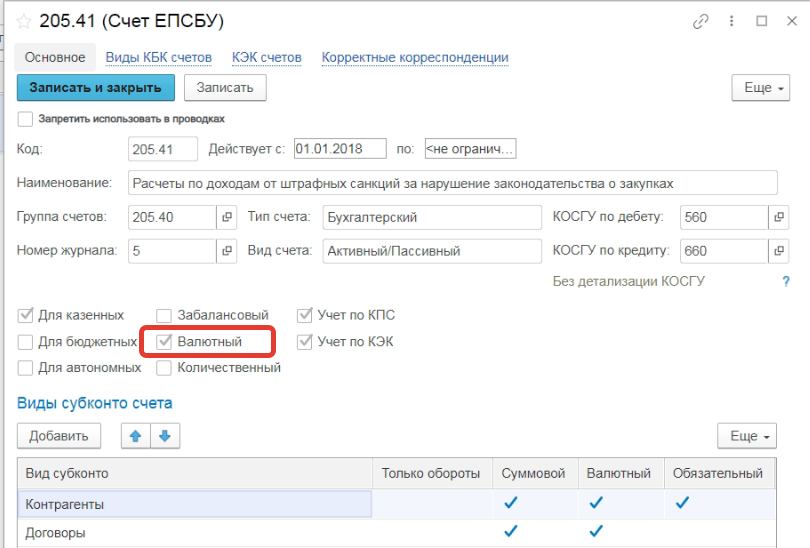 205.41 (Счет ЕПСБУ)
Основное Виды КБК счетов КЭК счетов Корректные корреспонденции
Записать и закрыть Записать Еще
Запретить использовать в проводках
Код: 205.41 Действует с: 01.01.2018 по: <не огранич...
Наименование: Расчеты по доходам от штрафных санкций за нарушение законодательства о закупках
Группа счетов: 205.40 Тип счета: Бухгалтерский КОСГУ по дебету: 560
Номер журнала: 5 Вид счета: Активный/Пассивный КОСГУ по кредиту: 660
Без детализации КОСГУ ?
Для казенных Забалансовый Учет по КПС
Для бюджетных Валютный Учет по КЭК
Для автономных Количественный
Виды субконто счета
Добавить Еще
Вид субконто Только обороты Суммовой Валютный Обязательный
Контрагенты
Договоры